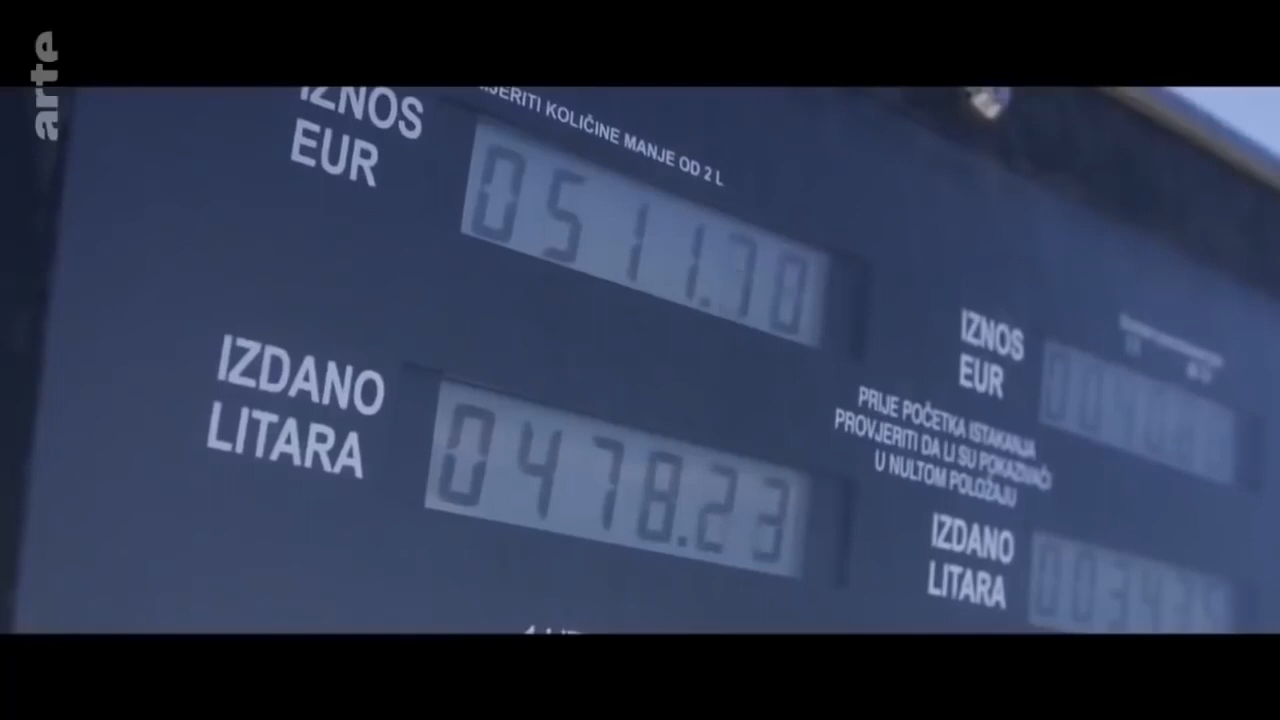 arte
IZNOS
EUR
KOLIČINE MANJE OD 2 L
0511.70
IZDANO
LITARA
0478.23
IZNOS
EUR
PRIJE POČETKA ISTAKANJA
PROVJERITI DA LI SU POKAZIVAČI
U NULTOM POLOŽAJU
IZDANO
LITARA